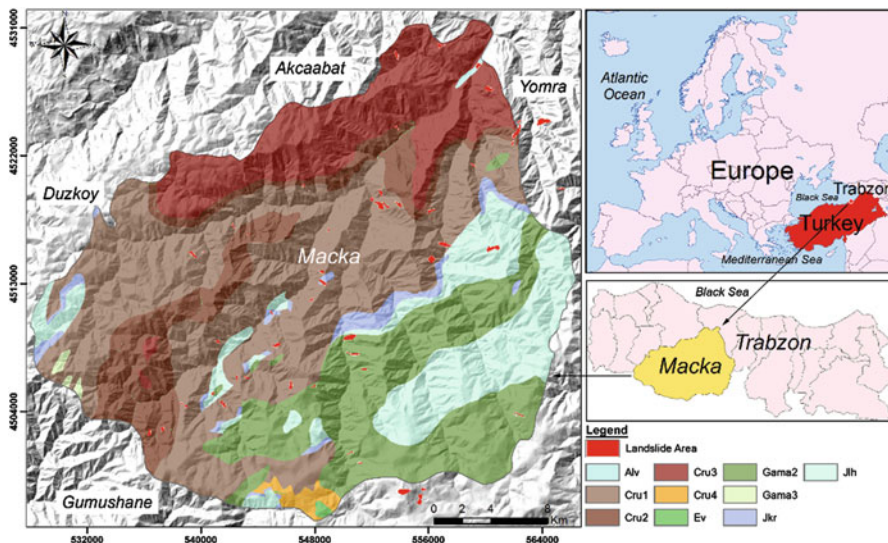 4531000
4522000
4513000
4504000
532000
540000
548000
556000
564000
Akcaabat
Yomra
Duzkoy
Macka
Gumushane
0 2 4 8
Km
Atlantic
Ocean
Europe
Black Sea
Trabzon
Turkey
Mediterranean Sea
Black Sea
Trabzon
Macka
Legend
Landslide Area
Alv
Cru3
Gama2
Jlh
Cru1
Cru4
Gama3
Cru2
Ev
Jkr